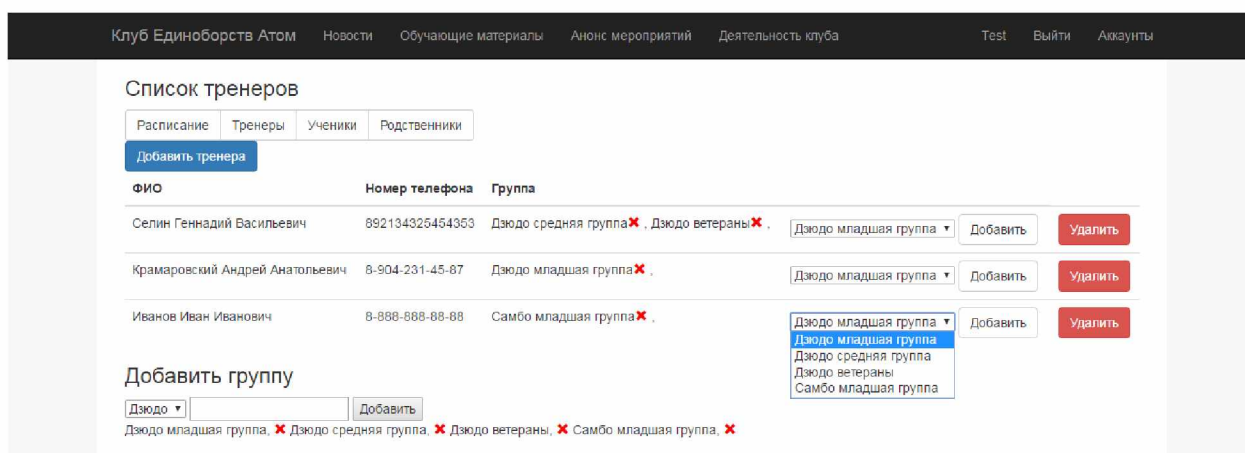 Клуб Единоборств Атом Новости Обучающие материалы Анонс мероприятий Деятельность клуба Test Выйти Аккаунты
Список тренеров
Расписание Тренеры Ученики Родственники
Добавить тренера
ФИО Номер телефона Группа
Селин Геннадий Васильевич 892134325454353 Дзюдо средняя группа✖ , Дзюдо ветераны✖ , Дзюдо младшая группа ▼ Добавить Удалить
Крамаровский Андрей Анатольевич 8-904-231-45-87 Дзюдо младшая группа✖ , Дзюдо младшая группа ▼ Добавить Удалить
Иванов Иван Иванович 8-888-888-88-88 Самбо младшая группа✖ , Дзюдо младшая группа ▼ Добавить Удалить
Дзюдо младшая группа
Дзюдо средняя группа
Дзюдо ветераны
Самбо младшая группа
Добавить группу
Дзюдо ▼ Добавить
Дзюдо младшая группа, ✖ Дзюдо средняя группа, ✖ Дзюдо ветераны, ✖ Самбо младшая группа, ✖